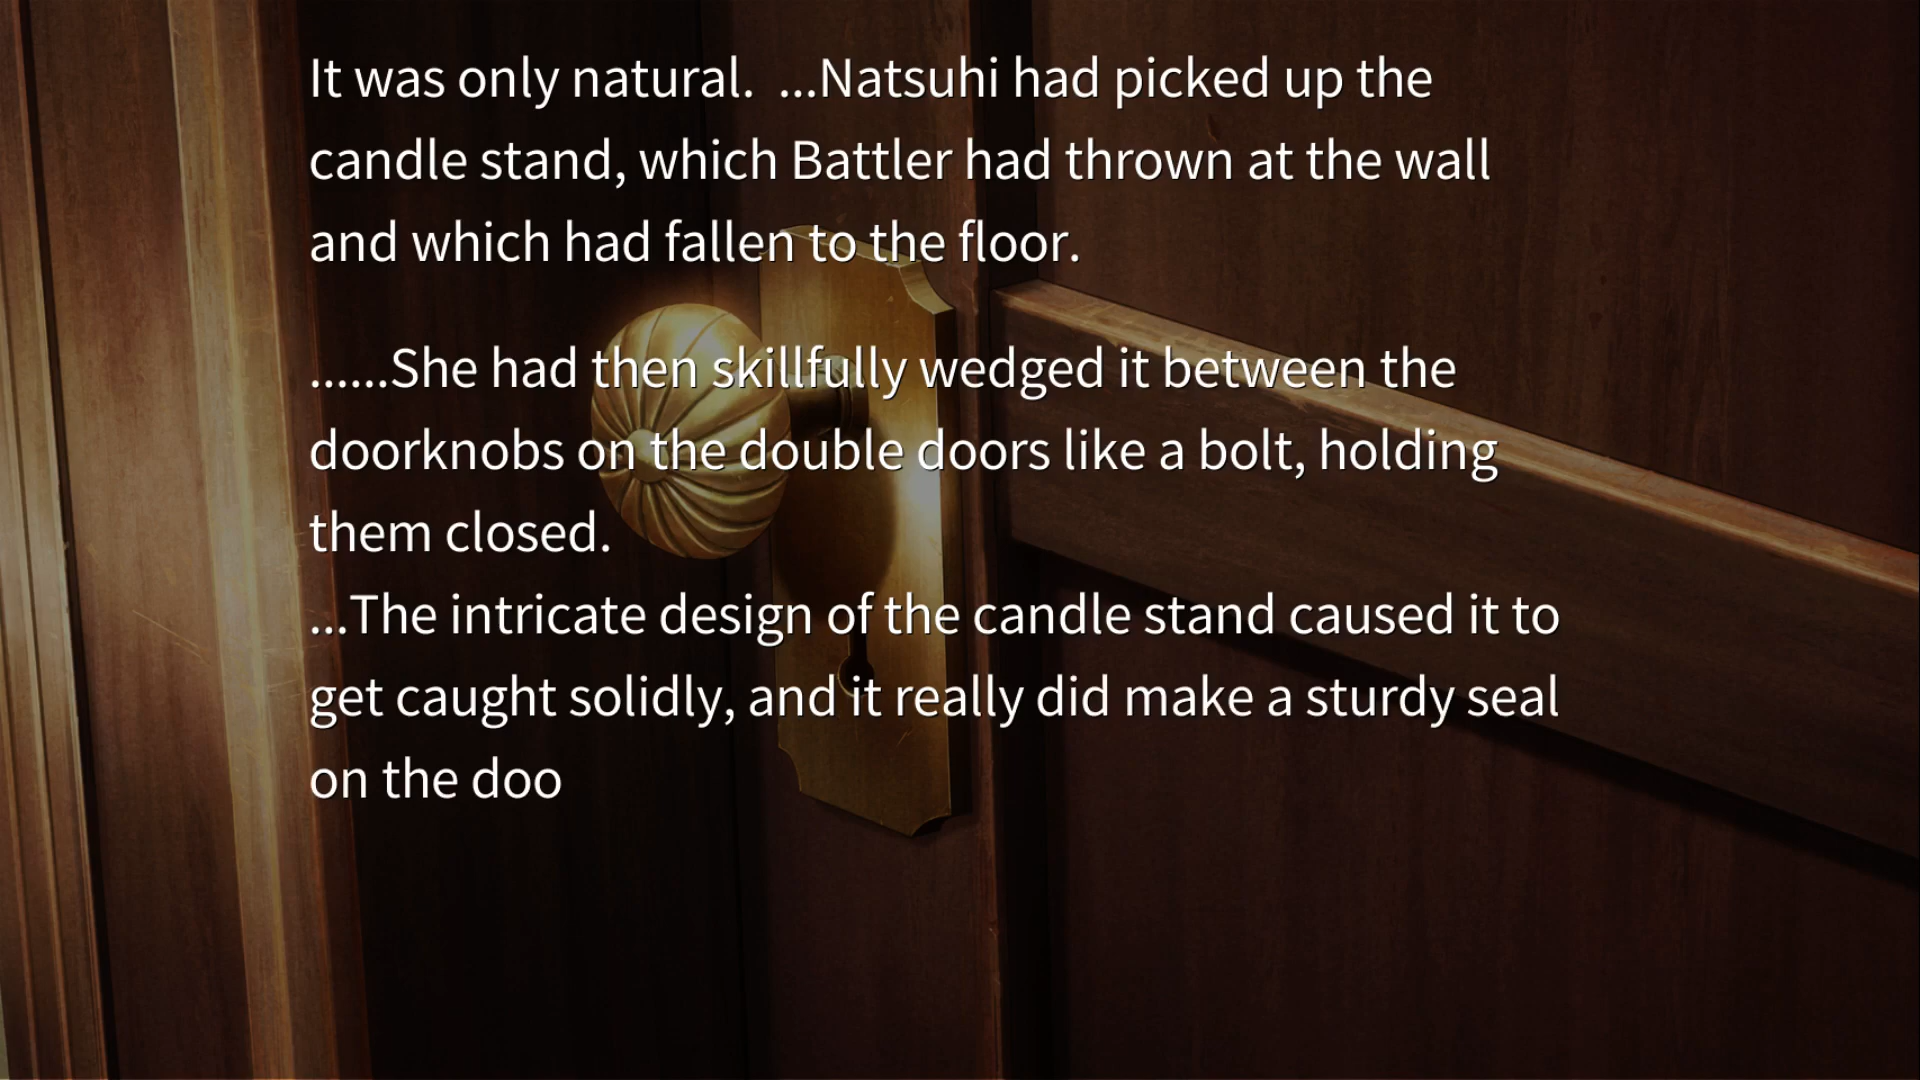 It was only natural.  ...Natsuhi had picked up the
candle stand, which Battler had thrown at the wall
and which had fallen to the floor.
......She had then skillfully wedged it between the
doorknobs on the double doors like a bolt, holding
them closed.
...The intricate design of the candle stand caused it to
get caught solidly, and it really did make a sturdy seal
on the doo